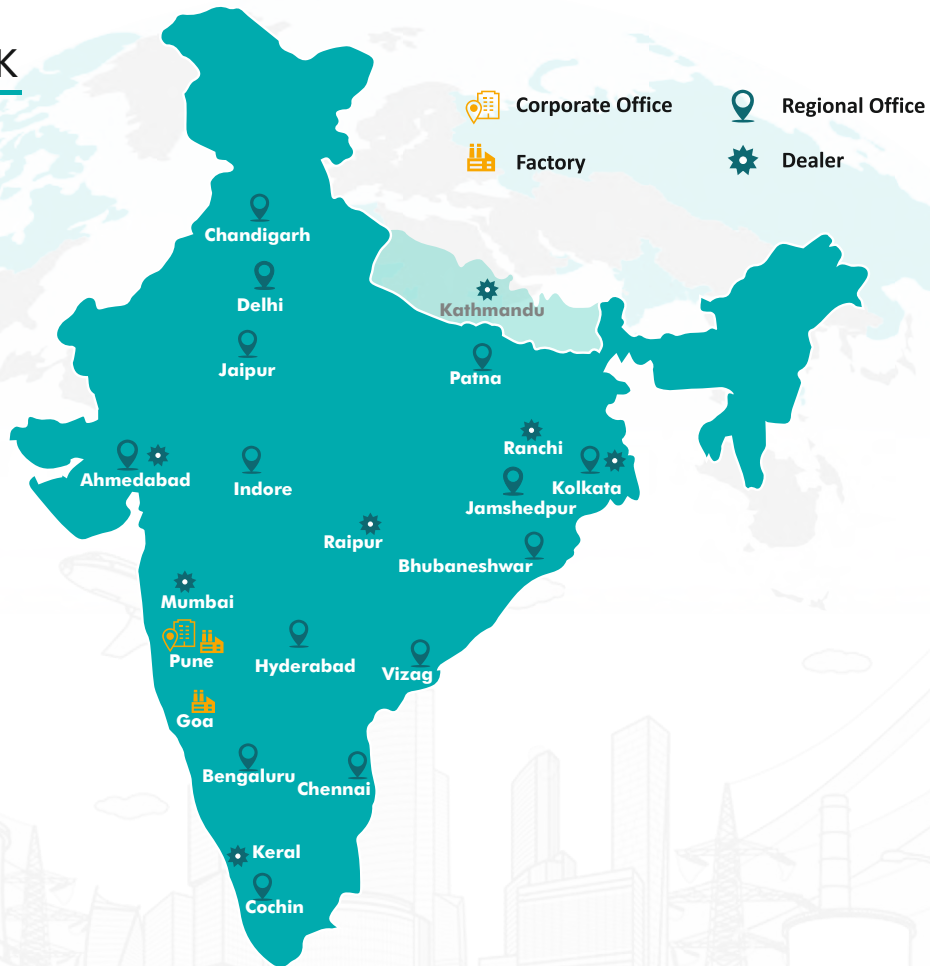 K
Corporate Office
Regional Office
Factory
Dealer
Chandigarh
Delhi
Kathmandu
Jaipur
Patna
Ranchi
Ahmedabad
Indore
Kolkata
Jamshedpur
Raipur
Bhubaneshwar
Mumbai
Pune
Hyderabad
Vizag
Goa
Bengaluru
Chennai
Keral
Cochin